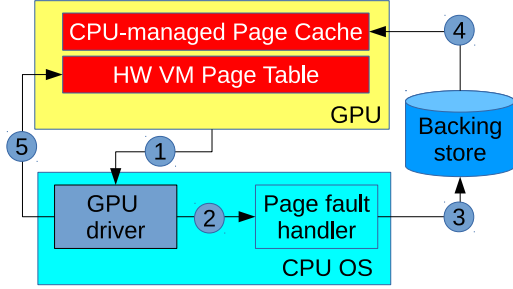 CPU-managed Page Cache
HW VM Page Table
GPU
4
5
1
Backing
store
GPU
driver
2
Page fault
handler
3
CPU OS